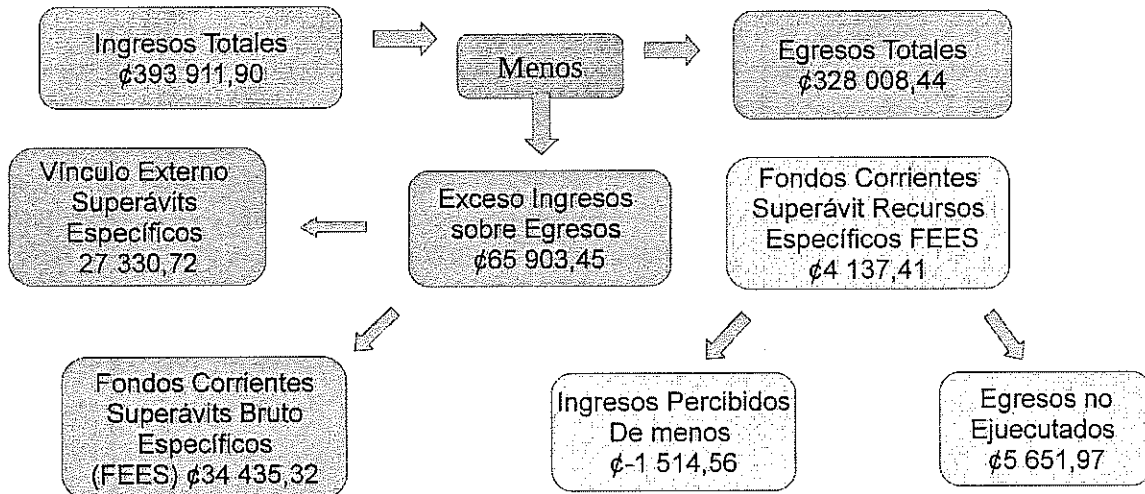 Ingresos Totales
₡393 911,90
Menos
Egresos Totales
₡328 008,44
Vínculo Externo
Superávits
Específicos
27 330,72
Exceso Ingresos
sobre Egresos
₡65 903,45
Fondos Corrientes
Superávit Recursos
Específicos FEES
₡4 137,41
Fondos Corrientes
Superávits Bruto
Específicos
(FEES) ₡34 435,32
Ingresos Percibidos
De menos
₡-1 514,56
Egresos no
Ejuecutados
₡5 651,97